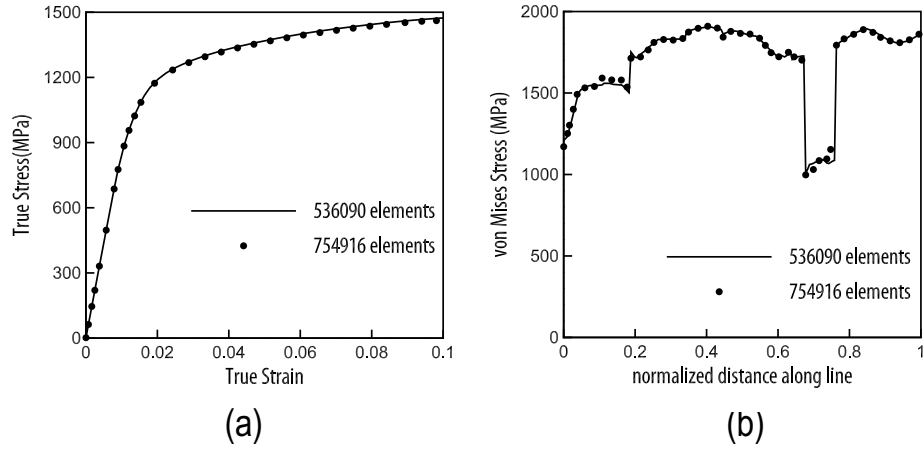 1500
1200
900
600
300
0
True Stress(MPa)
536090 elements
754916 elements
0
0.02
0.04
0.06
0.08
0.1
True Strain
(a)
2000
1500
1000
500
0
von Mises Stress (MPa)
536090 elements
754916 elements
0
0.2
0.4
0.6
0.8
1
normalized distance along line
(b)